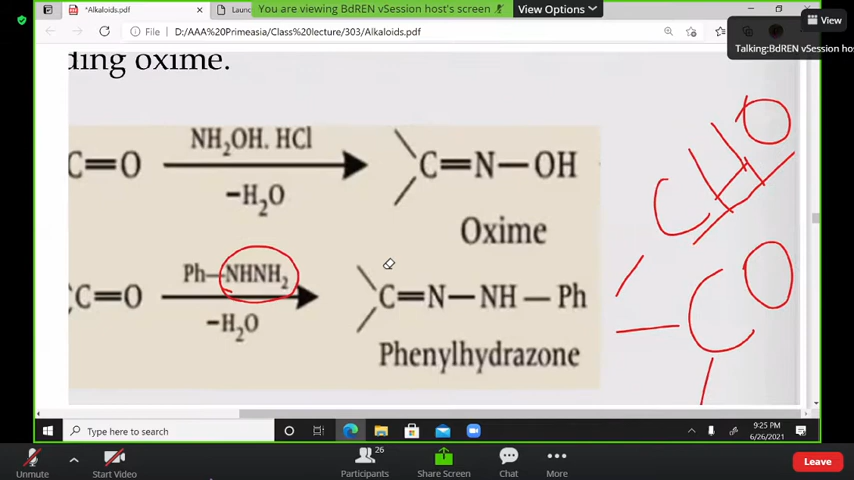 *Alkaloids.pdf
Laun
You are viewing BdREN vSession host's screen
View Options
View
File
D:/AAA%20Primeasia/Class%20lecture/303/Alkaloids.pdf
Talking:BdREN vSession hos
ding oxime.
C=O NH₂OH. HCl −H₂O C=N—OH
Oxime
CHO
C=O Ph—NHNH₂ −H₂O C=N—NH—Ph
Phenylhydrazone
CO
Type here to search
9:25 PM
6/26/2021
26
Unmute
Start Video
Participants
Share Screen
Chat
More
Leave